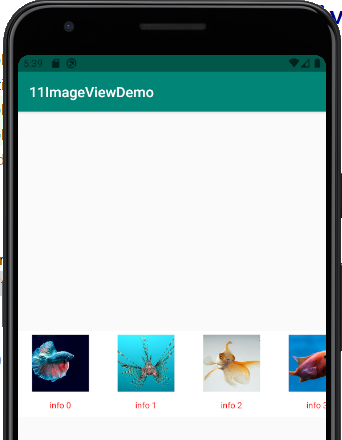 5:39
11ImageViewDemo
info 0
info 1
info 2
info 3